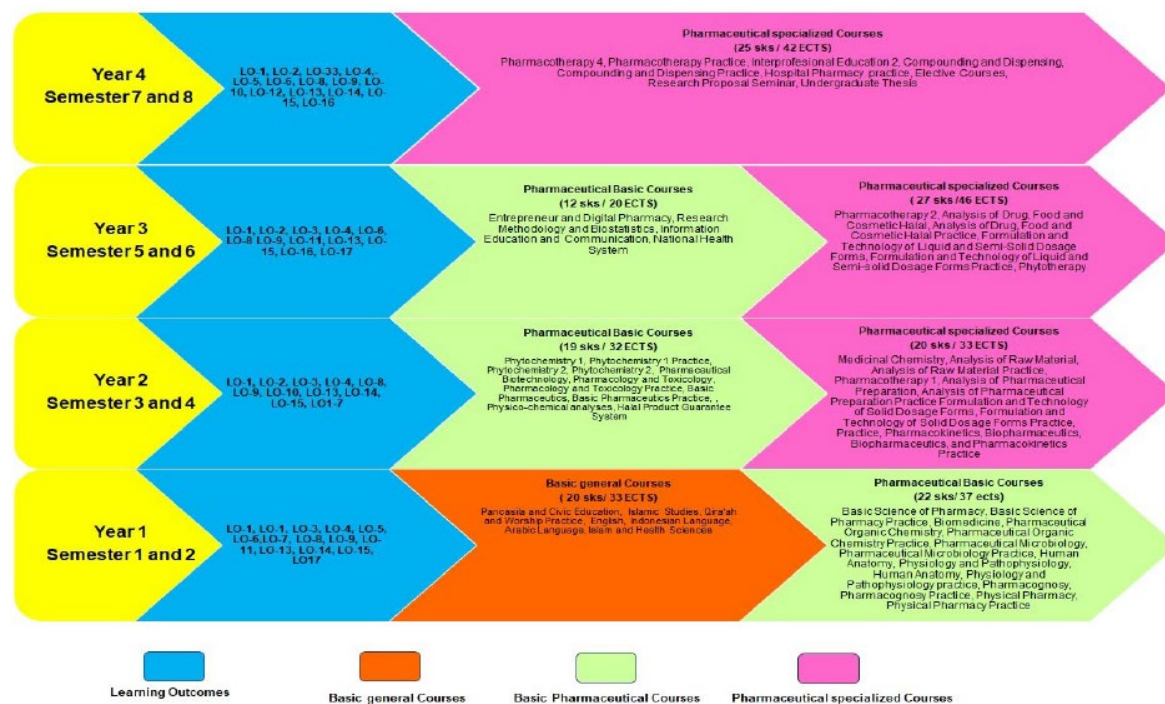 Year 4
Semester 7 and 8
LO-1, LO-2, LO-33, LO-4,-
LO-5, LO-6, LO-8, LO-9, LO-
10, LO-12, LO-13, LO-14, LO-
15, LO-16
Pharmaceutical specialized Courses
(25 sks / 42 ECTS)
Pharmacotherapy 4, Pharmacotherapy Practice, Interprofesional Education 2, Compounding and Dispensing,
Compounding and Dispensing Practice, Hospital Pharmacy practice, Elective Courses,
Research Proposal Seminar, Undergraduate Thesis
Year 3
Semester 5 and 6
LO-1, LO-2, LO-3, LO-4, LO-6,
LO-8 LO-9, LO-11, LO-13, LO-
15, LO-16, LO-17
Pharmaceutical Basic Courses
(12 sks / 20 ECTS)
Entrepreneur and Digital Pharmacy, Research
Methodology and Biostatistics, Information
Education and Communication, National Health
System
Pharmaceutical specialized Courses
( 27 sks /46 ECTS)
Pharmacotherapy 2, Analysis of Drug, Food and
Cosmetic Halal, Analysis of Drug, Food and
Cosmetic Halal Practice, Formulation and
Technology of Liquid and Semi-Solid Dosage
Forms, Formulation and Technology of Liquid and
Semi-solid Dosage Forms Practice, Phytotherapy
Year 2
Semester 3 and 4
LO-1, LO-2, LO-3, LO-4, LO-8,
LO-9, LO-10, LO-13, LO-14,
LO-15, LO1-7
Pharmaceutical Basic Courses
(19 sks/ 32 ECTS)
Phytochemistry 1, Phytochemistry 1 Practice,
Phytochemistry 2, Phytochemistry 2, Pharmaceutical
Biotechnology, Pharmacology and Toxicology,
Pharmacology and Toxicology Practice, Basic
Pharmaceutics, Basic Pharmaceutics Practice, ,
Physico-chemical analyses, Halal Product Guarantee
System
Pharmaceutical specialized Courses
(20 sks / 33 ECTS)
Medicinal Chemistry, Analysis of Raw Material,
Analysis of Raw Material Practice,
Pharmacotherapy 1, Analysis of Pharmaceutical
Preparation, Analysis of Pharmaceutical
Preparation Practice Formulation and Technology
of Solid Dosage Forms, Formulation and
Technology of Solid Dosage Forms Practice,
Practice, Pharmacokinetics, Biopharmaceutics,
Biopharmaceutics, and Pharmacokinetics
Practice
Year 1
Semester 1 and 2
LO-1, LO-1, LO-3, LO-4, LO-5,
LO-6,LO-7, LO-8, LO-9, LO-
11, LO-13, LO-14, LO-15,
LO17
Basic general Courses
( 20 sks/ 33 ECTS)
Pancasila and Civic Education, Islamic Studies, Qira'ah
and Worship Practice, English, Indonesian Language,
Arabic Language, Islam and Health Sciences
Pharmaceutical Basic Courses
(22 sks/ 37 ects)
Basic Science of Pharmacy, Basic Science of
Pharmacy Practice, Biomedicine, Pharmaceutical
Organic Chemistry, Pharmaceutical Organic
Chemistry Practice, Pharmaceutical Microbiology,
Pharmaceutical Microbiology Practice, Human
Anatomy, Physiology and Pathophysiology,
Human Anatomy, Physiology and
Pathophysiology practice, Pharmacognosy,
Pharmacognosy Practice, Physical Pharmacy,
Physical Pharmacy Practice
Learning Outcomes
Basic general Courses
Basic Pharmaceutical Courses
Pharmaceutical specialized Courses